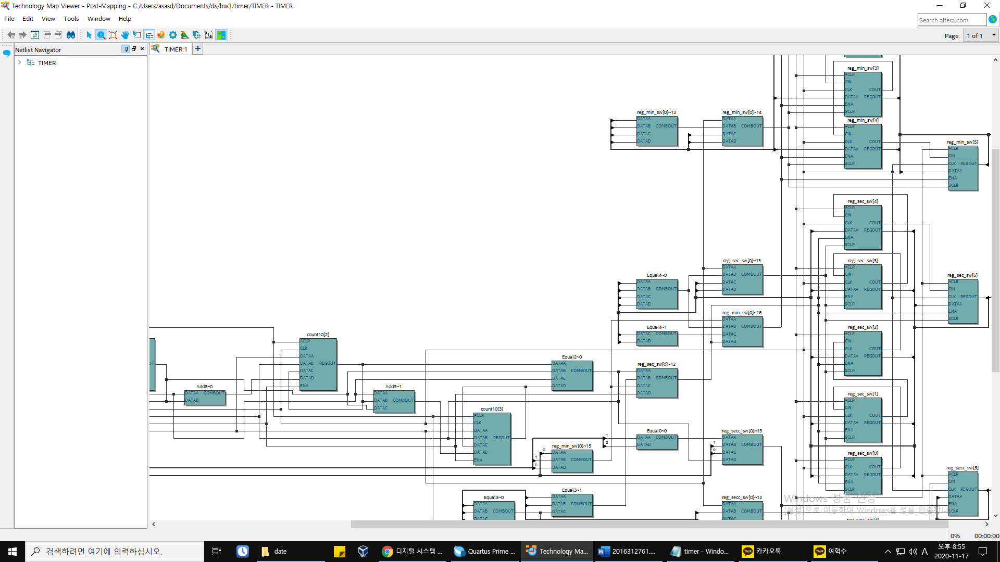 Technology Map Viewer - Post-Mapping - C:/Users/asasd/Documents/ds/hw3/timer/TIMER - TIMER
File Edit View Tools Window Help
Search altera.com
Page: 1 of 1
Netlist Navigator
TIMER:1
TIMER
reg_min_sw[3]
ACLR
CIN
CLK COUT
DATAA REGOUT
ENA
SCLR
reg_min_sw[0]~13
DATAA
DATAB COMBOUT
DATAC
DATAD
reg_min_sw[0]~14
DATAA
DATAB COMBOUT
DATAC
DATAD
reg_min_sw[4]
ACLR
CIN
CLK COUT
DATAA REGOUT
ENA
SCLR
reg_min_sw[5]
ACLR
CIN
CLK REGOUT
DATAA
ENA
SCLR
reg_sec_sw[4]
ACLR
CIN
CLK COUT
DATAA REGOUT
ENA
SCLR
reg_sec_sw[0]~13
DATAA
DATAB COMBOUT
DATAC
DATAD
reg_sec_sw[3]
ACLR
CIN
CLK COUT
DATAA REGOUT
ENA
SCLR
Equal4~0
DATAA
DATAB COMBOUT
DATAC
DATAD
reg_sec_sw[5]
ACLR
CIN
CLK REGOUT
DATAA
ENA
SCLR
reg_min_sw[0]~16
DATAA
DATAB COMBOUT
DATAC
DATAD
Equal4~1
DATAC COMBOUT
DATAD
reg_sec_sw[2]
ACLR
CIN
CLK COUT
DATAA REGOUT
ENA
SCLR
count10[2]
ACLR
CLK
DATAA
DATAB REGOUT
DATAC
DATAD
ENA
Equal2~0
DATAA
DATAB COMBOUT
DATAC
DATAD
reg_sec_sw[0]~12
DATAA
DATAB COMBOUT
DATAC
DATAD
Add3~0
DATAA COMBOUT
DATAB
Add3~1
DATAA
DATAB COMBOUT
DATAC
reg_sec_sw[1]
ACLR
CIN
CLK COUT
DATAA REGOUT
ENA
SCLR
count10[3]
ACLR
CLK
DATAA
DATAB REGOUT
DATAC
DATAD
ENA
Equal0~0
DATAA COMBOUT
DATAD
1
0
reg_secc_sw[0]~13
DATAA
DATAB COMBOUT
DATAC
DATAD
1
0
reg_min_sw[0]~15
DATAA
DATAB COMBOUT
DATAD
0
1
0
reg_sec_sw[0]
ACLR
CIN
CLK COUT
DATAA REGOUT
ENA
SCLR
reg_secc_sw[5]
ACLR
CIN
CLK REGOUT
DATAA
ENA
SCLR
Equal3~1
DATAA
DATAB COMBOUT
DATAC
Equal3~0
DATAA
DATAB COMBOUT
DATAC
reg_secc_sw[0]~12
DATAA
DATAB COMBOUT
DATAC
Windows 정품 인증
[설정]으로 이동하여 Windows를 정품 인증합니
0% 00:00:00
검색하려면 여기에 입력하십시오.
date
디지털 시스템 ...
Quartus Prime ...
Technology Ma...
2016312761....
timer - Windo...
카카오톡
여혁수
A
오후 8:55
2020-11-17